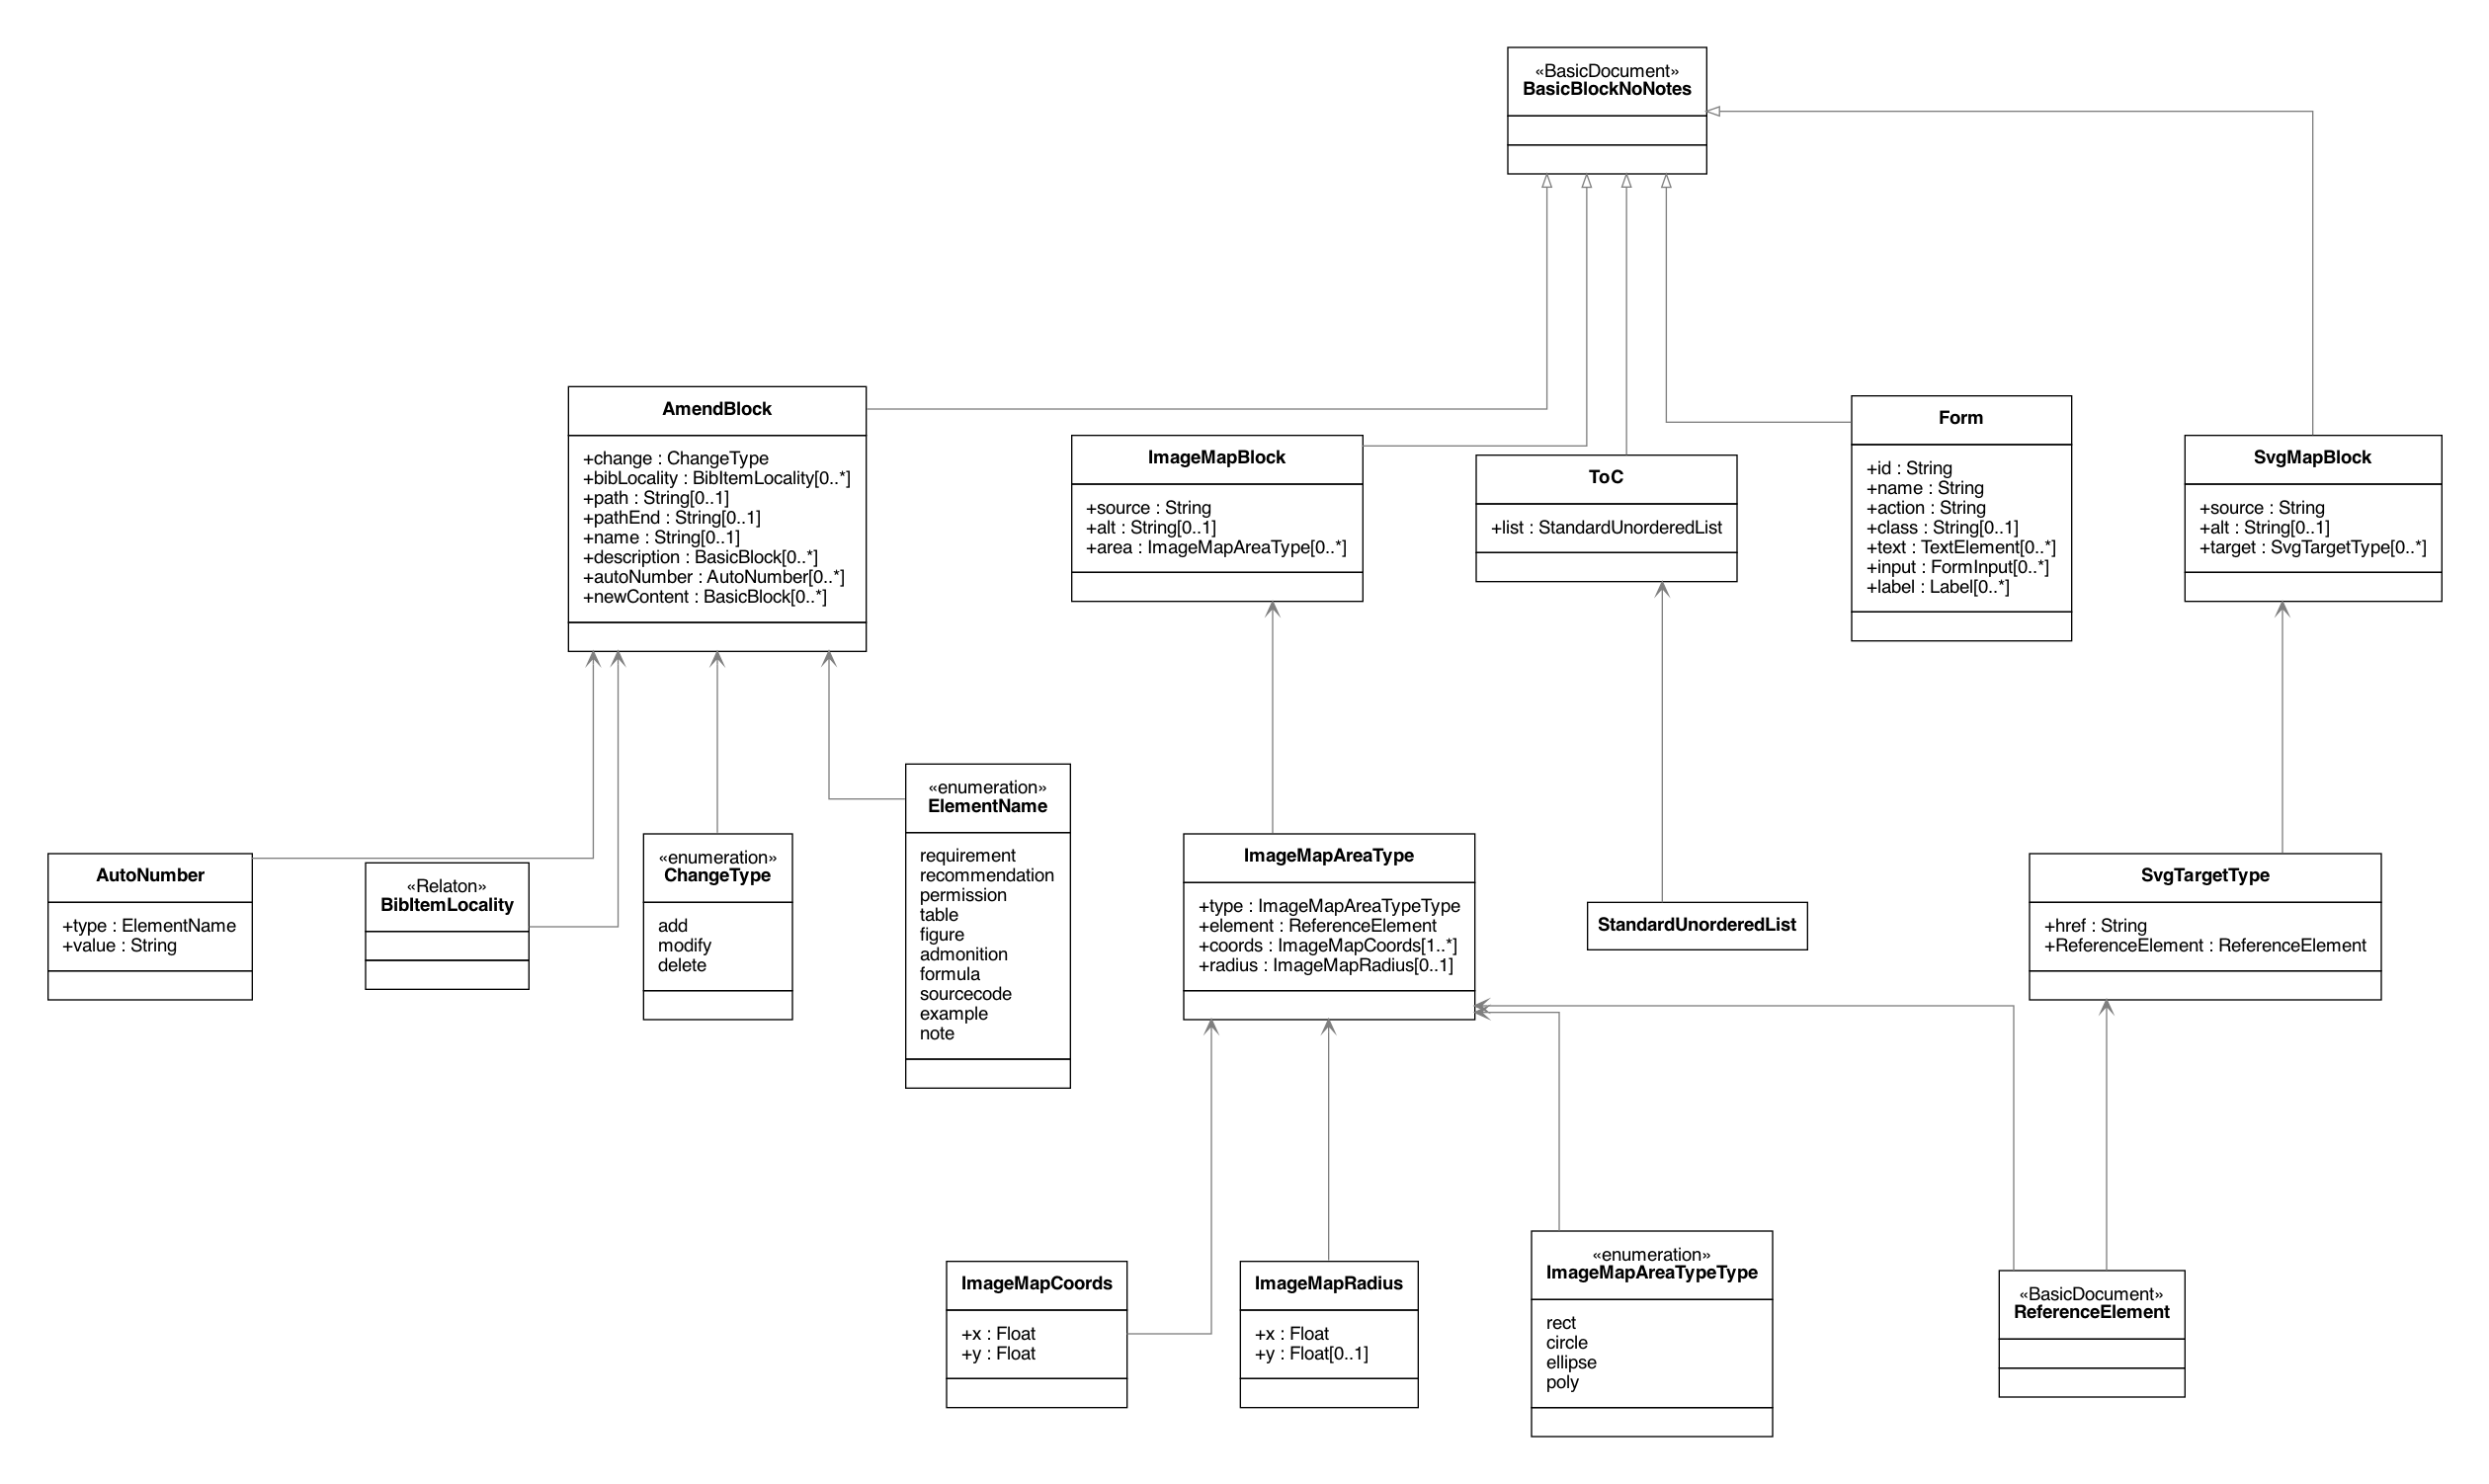 «BasicDocument»
BasicBlockNoNotes
AmendBlock
+change : ChangeType
+bibLocality : BibItemLocality[0..*]
+path : String[0..1]
+pathEnd : String[0..1]
+name : String[0..1]
+description : BasicBlock[0..*]
+autoNumber : AutoNumber[0..*]
+newContent : BasicBlock[0..*]
ImageMapBlock
+source : String
+alt : String[0..1]
+area : ImageMapAreaType[0..*]
ToC
+list : StandardUnorderedList
Form
+id : String
+name : String
+action : String
+class : String[0..1]
+text : TextElement[0..*]
+input : FormInput[0..*]
+label : Label[0..*]
SvgMapBlock
+source : String
+alt : String[0..1]
+target : SvgTargetType[0..*]
AutoNumber
+type : ElementName
+value : String
«Relaton»
BibItemLocality
«enumeration»
ChangeType
add
modify
delete
«enumeration»
ElementName
requirement
recommendation
permission
table
figure
admonition
formula
sourcecode
example
note
ImageMapAreaType
+type : ImageMapAreaTypeType
+element : ReferenceElement
+coords : ImageMapCoords[1..*]
+radius : ImageMapRadius[0..1]
StandardUnorderedList
SvgTargetType
+href : String
+ReferenceElement : ReferenceElement
ImageMapCoords
+x : Float
+y : Float
ImageMapRadius
+x : Float
+y : Float[0..1]
«enumeration»
ImageMapAreaTypeType
rect
circle
ellipse
poly
«BasicDocument»
ReferenceElement